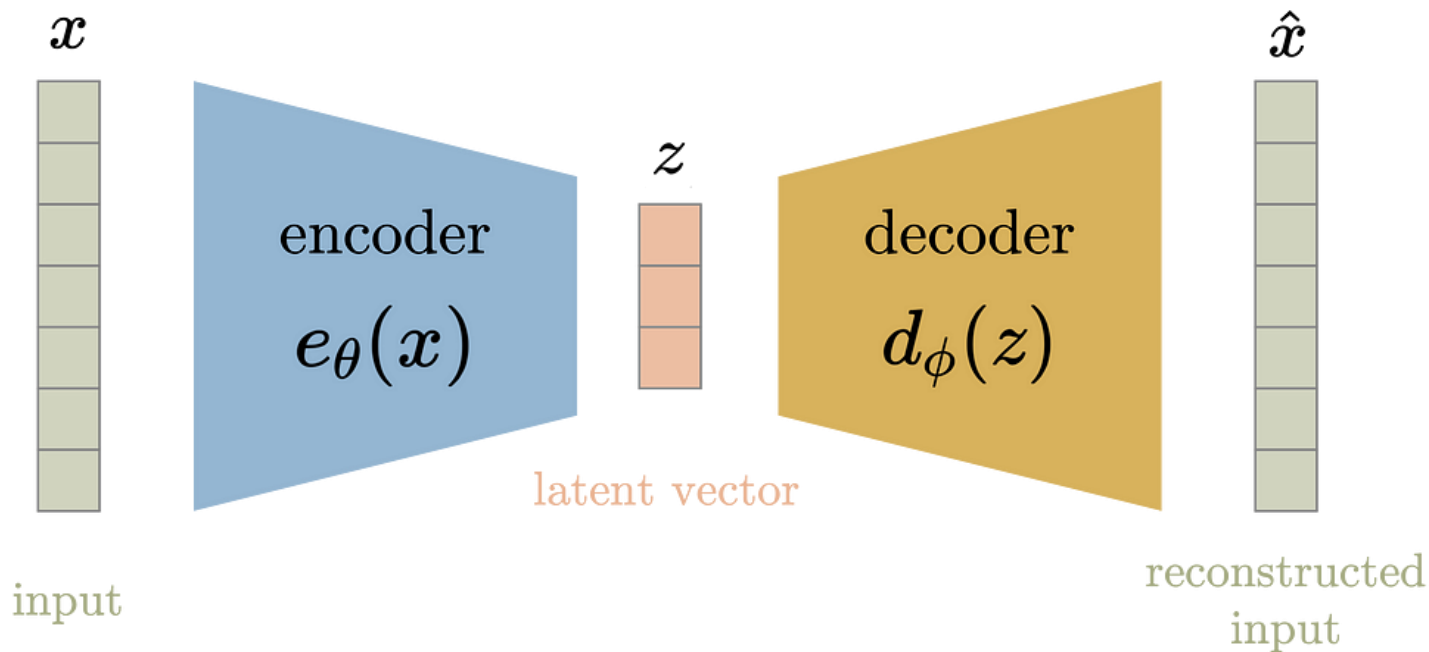 x
x̂
z
encoder
decoder
e_θ(x)
d_ϕ(z)
latent vector
input
reconstructed
input